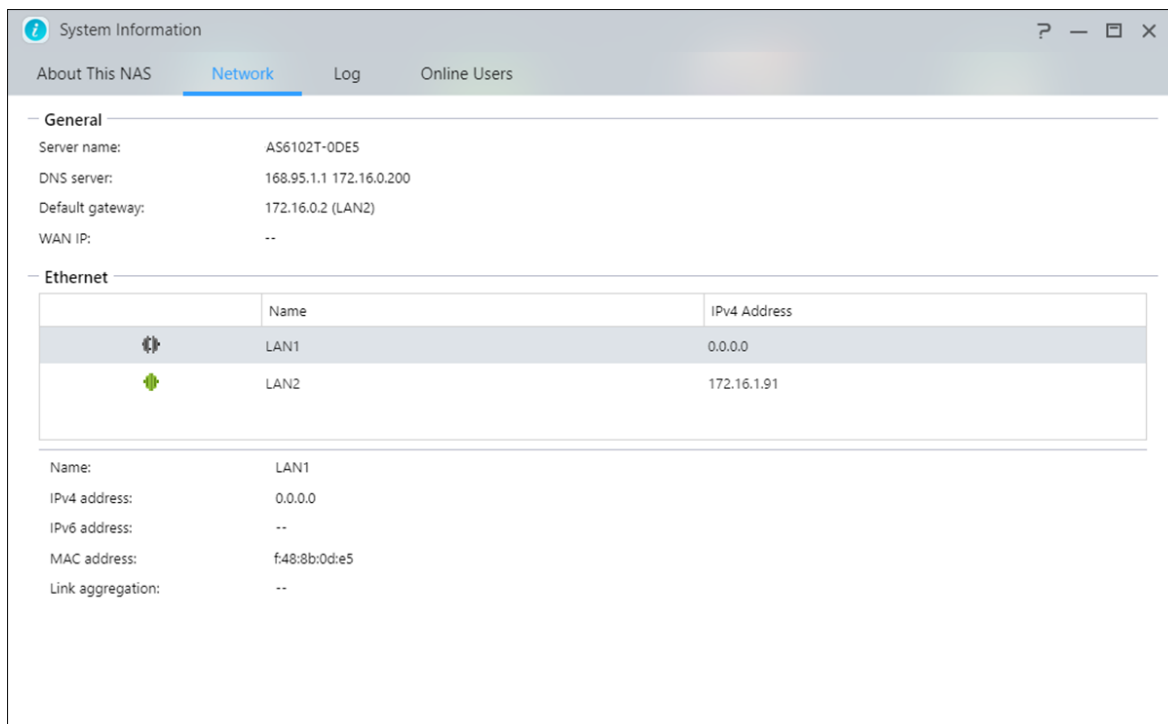 System Information
About This NAS Network Log Online Users
General
Server name: AS6102T-0DE5
DNS server: 168.95.1.1 172.16.0.200
Default gateway: 172.16.0.2 (LAN2)
WAN IP: --
Ethernet
Name IPv4 Address
LAN1 0.0.0.0
LAN2 172.16.1.91
Name: LAN1
IPv4 address: 0.0.0.0
IPv6 address: --
MAC address: f:48:8b:0d:e5
Link aggregation: --